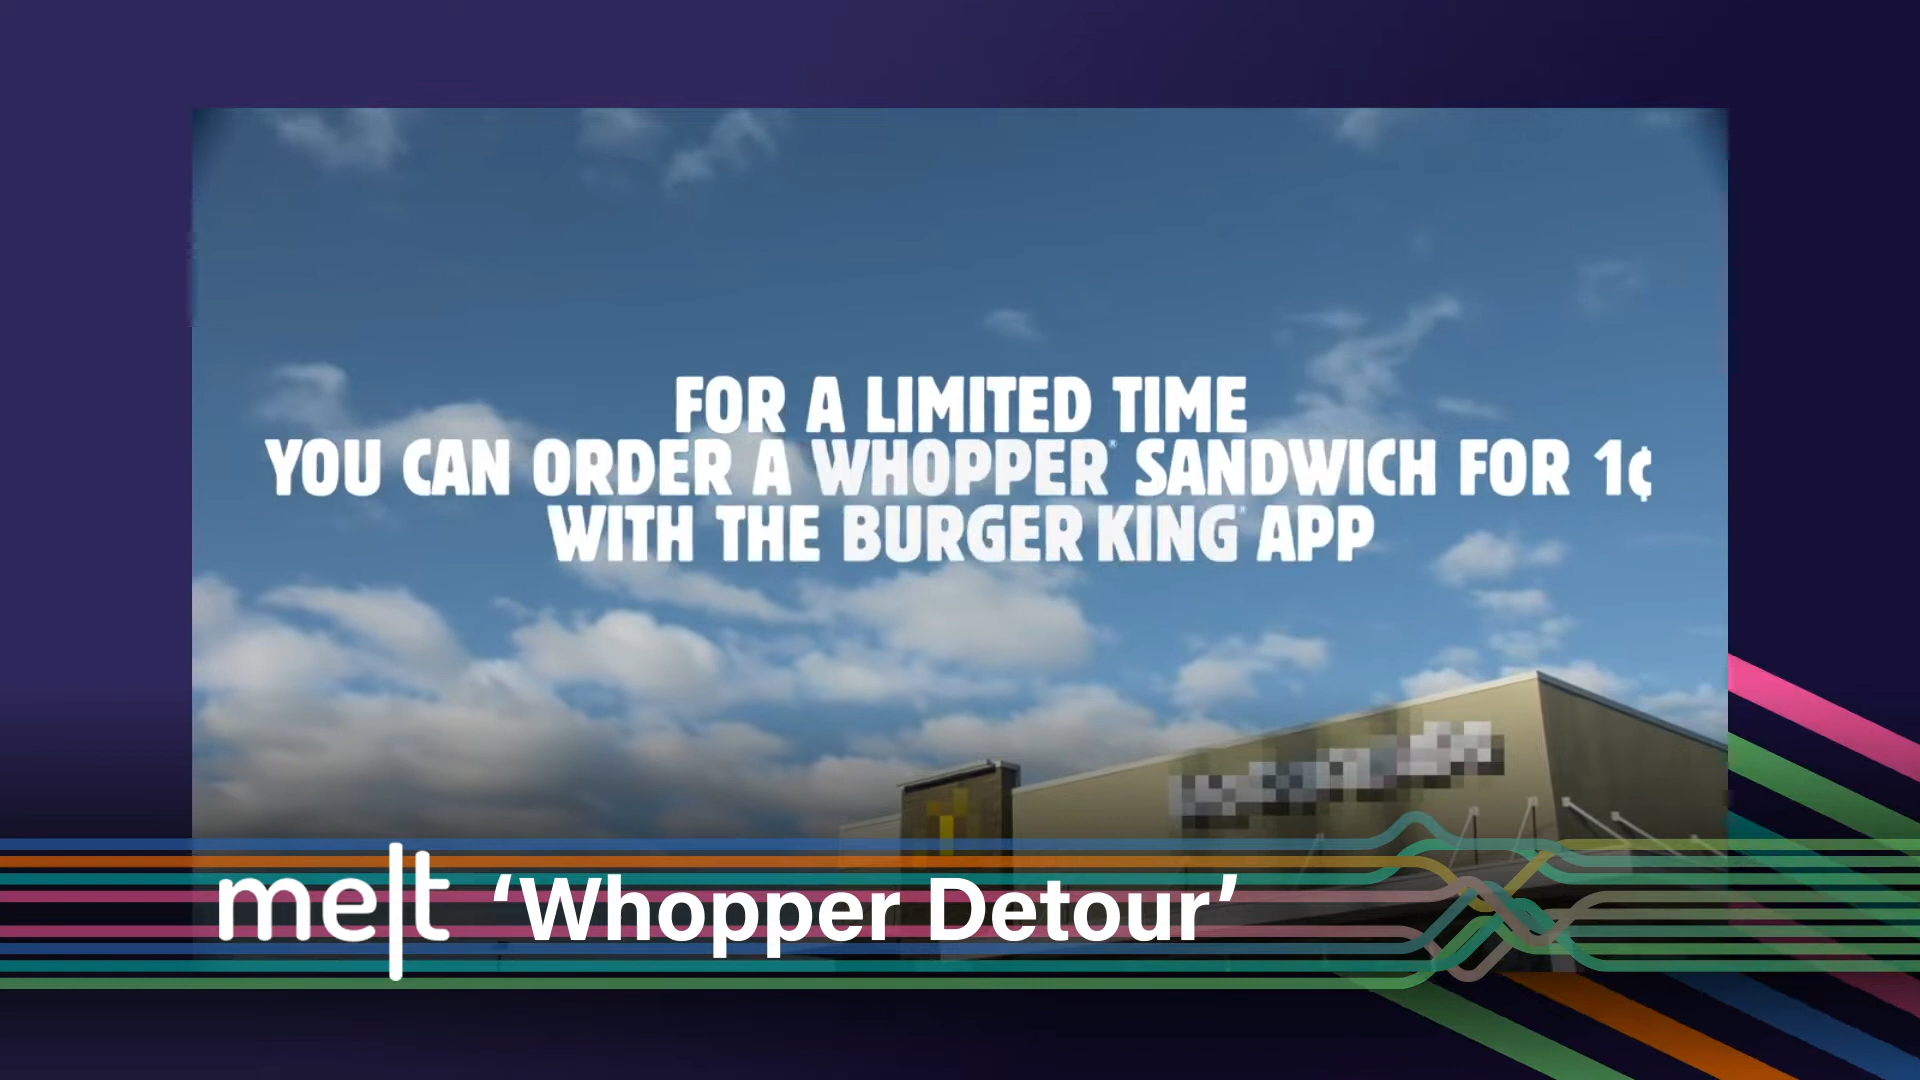 FOR A LIMITED TIME
YOU CAN ORDER A WHOPPER® SANDWICH FOR 1¢
WITH THE BURGER KING® APP
melt ‘Whopper Detour’